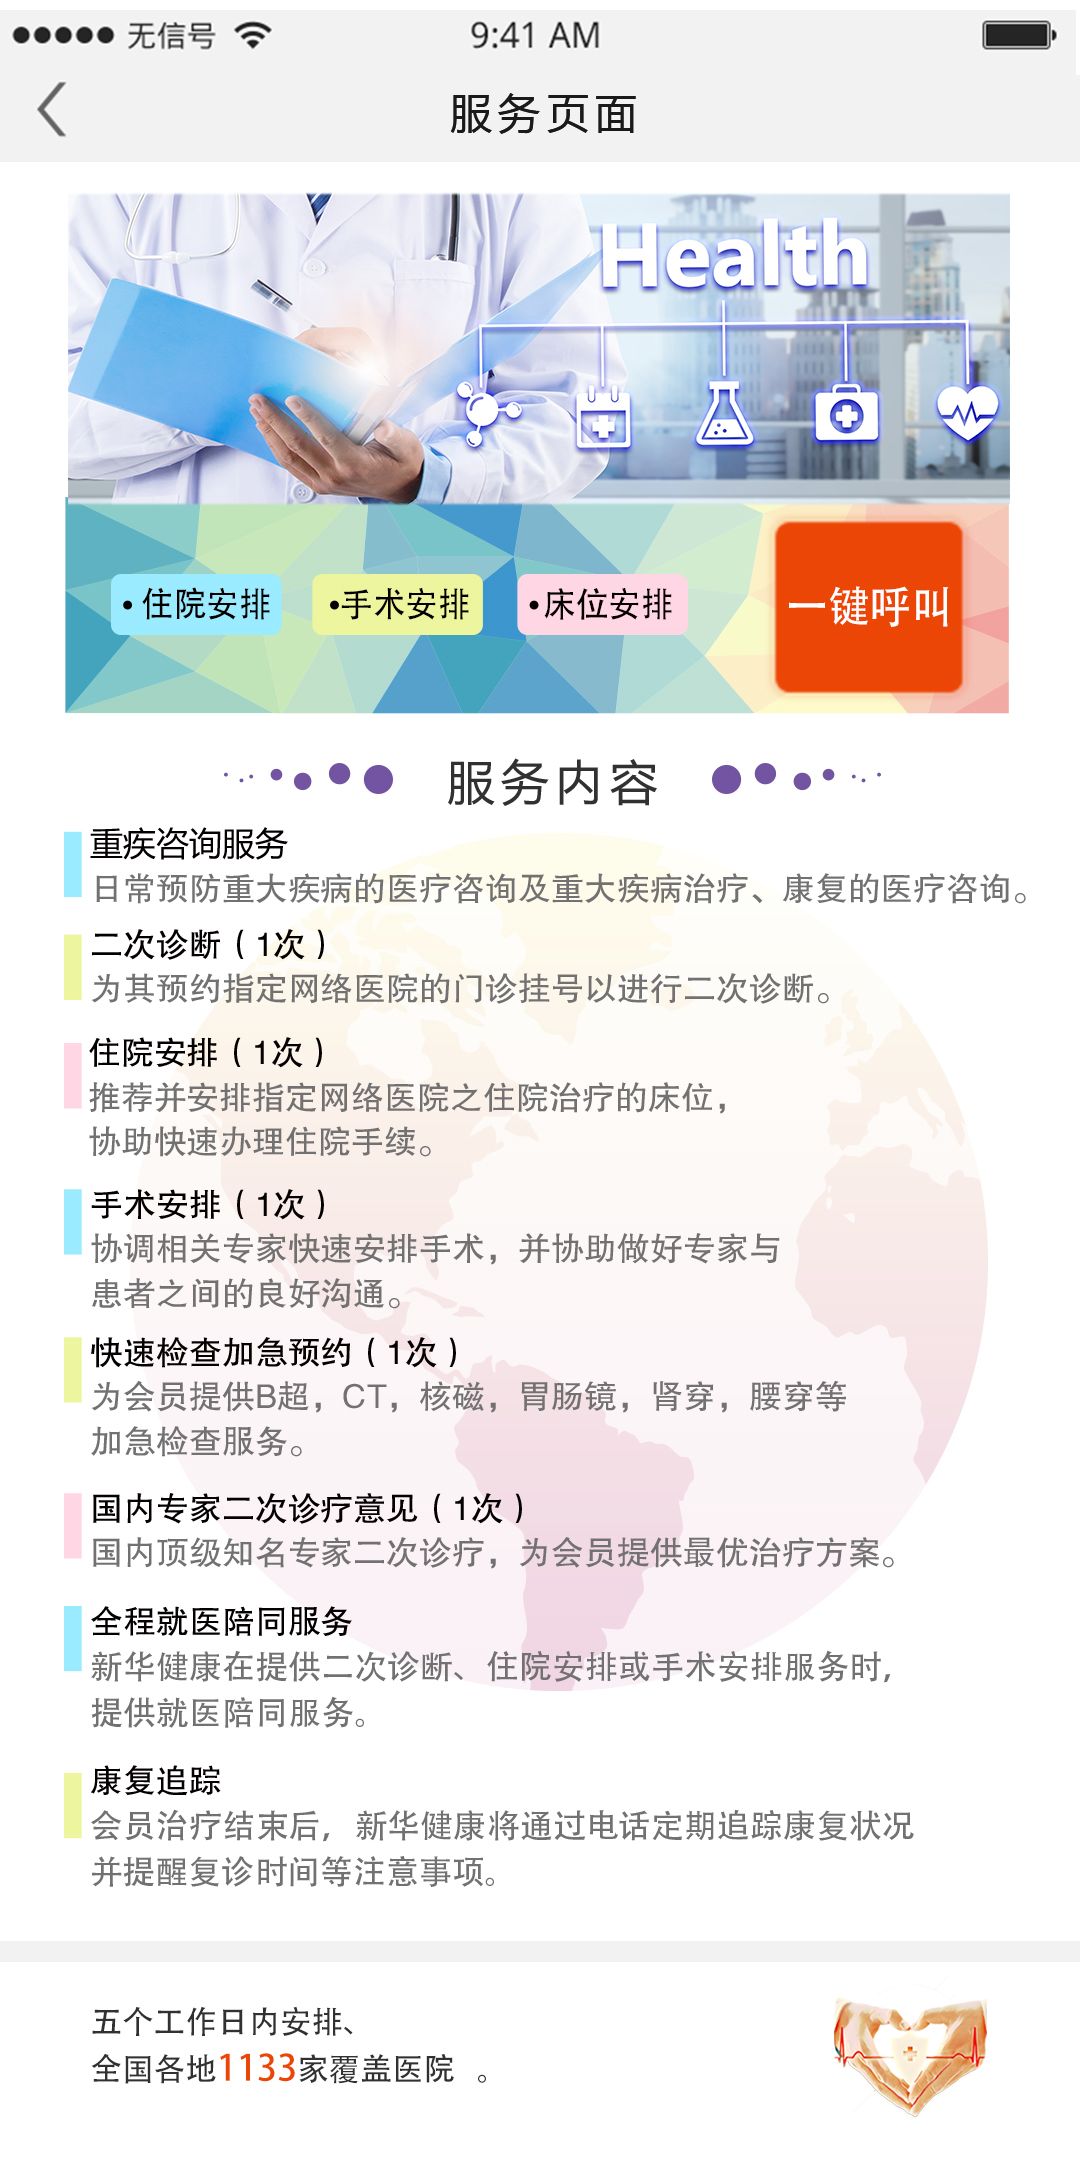 无信号
9:41 AM
服务页面
Health
• 住院安排
•手术安排
•床位安排
一键呼叫
服务内容
重疾咨询服务
日常预防重大疾病的医疗咨询及重大疾病治疗、康复的医疗咨询。
二次诊断（1次）
为其预约指定网络医院的门诊挂号以进行二次诊断。
住院安排（1次）
推荐并安排指定网络医院之住院治疗的床位，
协助快速办理住院手续。
手术安排（1次）
协调相关专家快速安排手术，并协助做好专家与
患者之间的良好沟通。
快速检查加急预约（1次）
为会员提供B超，CT，核磁，胃肠镜，肾穿，腰穿等
加急检查服务。
国内专家二次诊疗意见（1次）
国内顶级知名专家二次诊疗，为会员提供最优治疗方案。
全程就医陪同服务
新华健康在提供二次诊断、住院安排或手术安排服务时，
提供就医陪同服务。
康复追踪
会员治疗结束后，新华健康将通过电话定期追踪康复状况
并提醒复诊时间等注意事项。
五个工作日内安排、
全国各地1133家覆盖医院 。